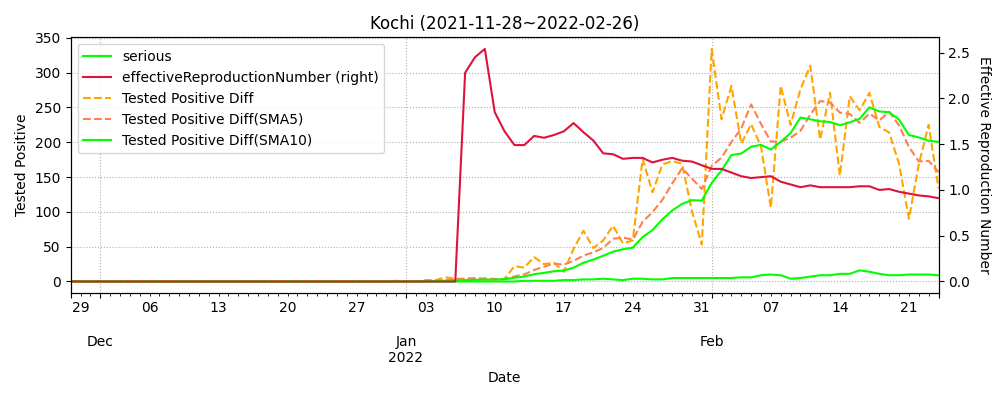 Kochi (2021-11-28~2022-02-26)
350
300
250
200
150
100
50
0
Tested Positive
serious
effectiveReproductionNumber (right)
Tested Positive Diff
Tested Positive Diff(SMA5)
Tested Positive Diff(SMA10)
2.5
2.0
1.5
1.0
0.5
0.0
Effective Reproduction Number
29 06 13 20 27 03 10 17 24 31 07 14 21
Dec Jan Feb
2022
Date